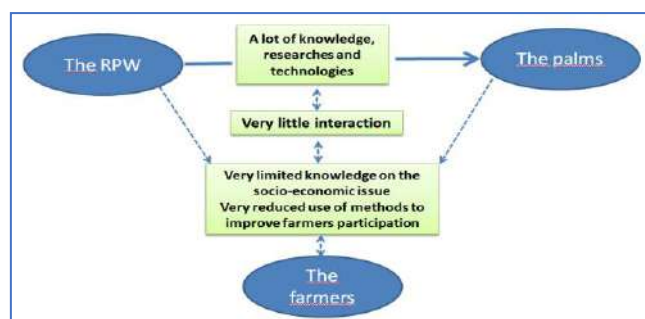 The RPW
A lot of knowledge,
researches and
technologies
The palms
Very little interaction
Very limited knowledge on the
socio-economic issue
Very reduced use of methods to
improve farmers participation
The
farmers